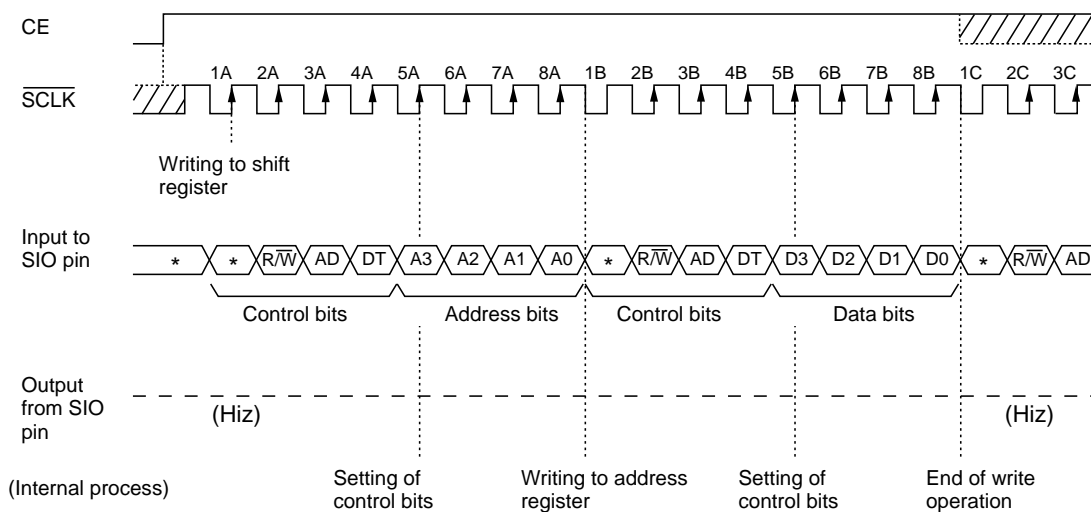 CE
1A 2A 3A 4A 5A 6A 7A 8A 1B 2B 3B 4B 5B 6B 7B 8B 1C 2C 3C
S̅C̅L̅K̅
Writing to shift
register
Input to
SIO pin
* * R/W̅ AD DT A3 A2 A1 A0 * R/W̅ AD DT D3 D2 D1 D0 * R/W̅ AD
Control bits Address bits Control bits Data bits
Output
from SIO
pin
(Hiz) (Hiz)
(Internal process)
Setting of
control bits
Writing to address
register
Setting of
control bits
End of write
operation